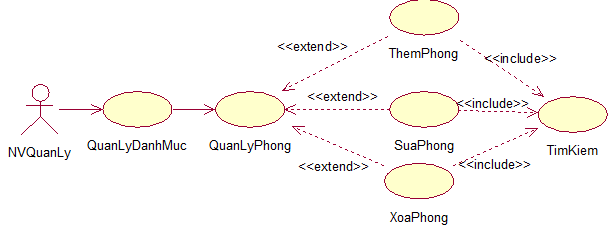 <<extend>>
ThemPhong
<<include>>
<<extend>>
<<include>>
NVQuanLy
QuanLyDanhMuc
QuanLyPhong
SuaPhong
TimKiem
<<extend>>
<<include>>
XoaPhong